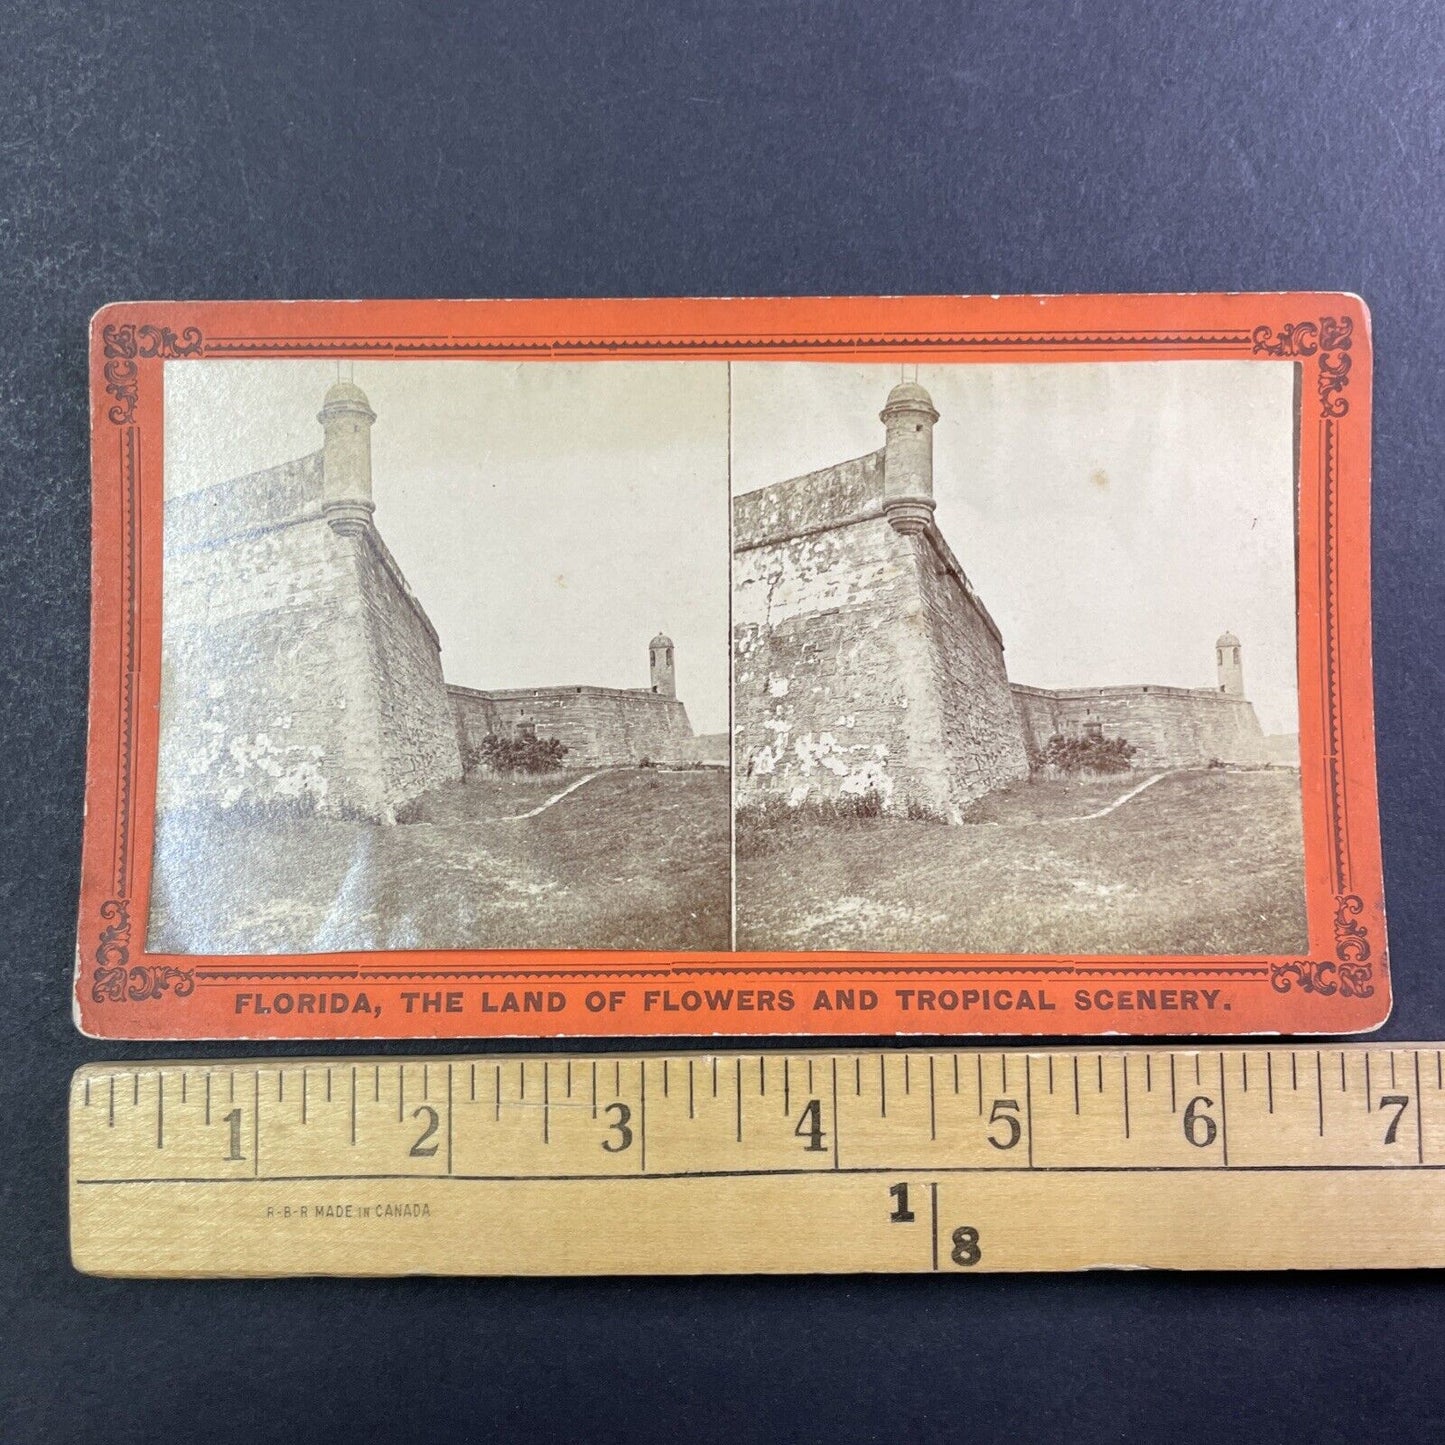 FLORIDA, THE LAND OF FLOWERS AND TROPICAL SCENERY.
1 2 3 4 5 6 7
R-B-R MADE IN CANADA
1
8